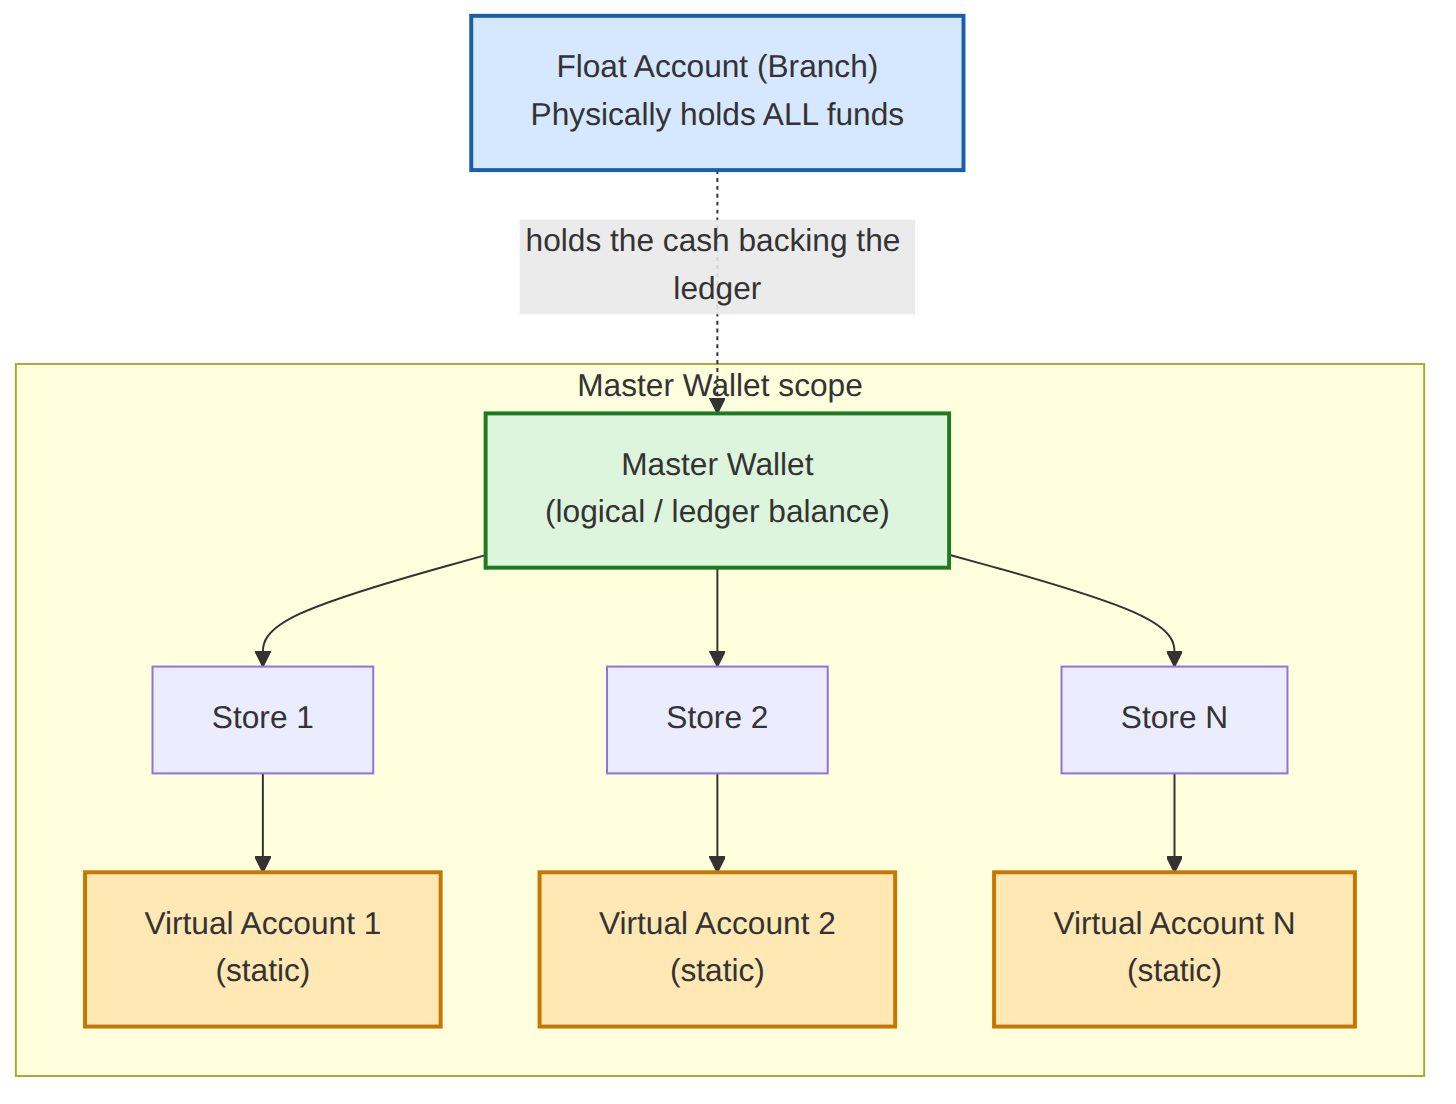 Float Account (Branch)
Physically holds ALL funds
holds the cash backing the
ledger
Master Wallet scope
Master Wallet
(logical / ledger balance)
Store 1
Store 2
Store N
Virtual Account 1
(static)
Virtual Account 2
(static)
Virtual Account N
(static)